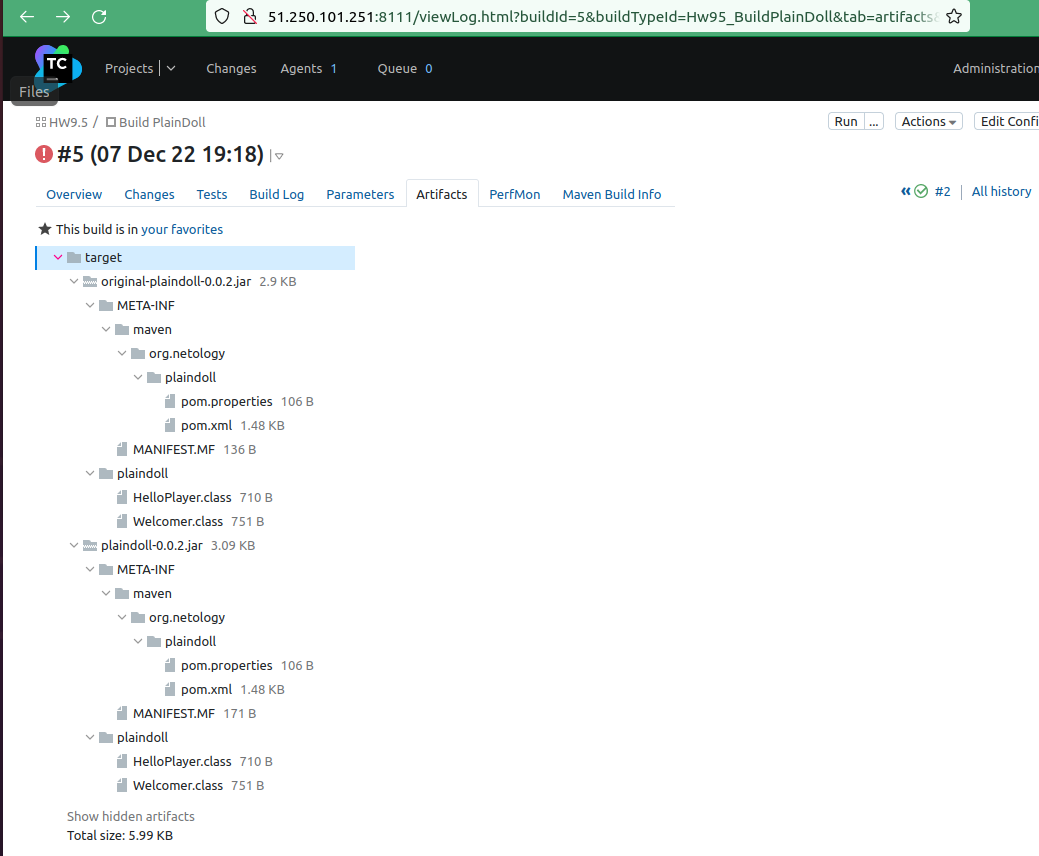 51.250.101.251:8111/viewLog.html?buildId=5&buildTypeId=Hw95_BuildPlainDoll&tab=artifacts&
TC Projects Changes Agents 1 Queue 0 Administration
Files
HW9.5 / Build PlainDoll Run ... Actions Edit Confi
#5 (07 Dec 22 19:18)
Overview Changes Tests Build Log Parameters Artifacts PerfMon Maven Build Info « #2 All history
This build is in your favorites
target
original-plaindoll-0.0.2.jar 2.9 KB
META-INF
maven
org.netology
plaindoll
pom.properties 106 B
pom.xml 1.48 KB
MANIFEST.MF 136 B
plaindoll
HelloPlayer.class 710 B
Welcomer.class 751 B
plaindoll-0.0.2.jar 3.09 KB
META-INF
maven
org.netology
plaindoll
pom.properties 106 B
pom.xml 1.48 KB
MANIFEST.MF 171 B
plaindoll
HelloPlayer.class 710 B
Welcomer.class 751 B
Show hidden artifacts
Total size: 5.99 KB